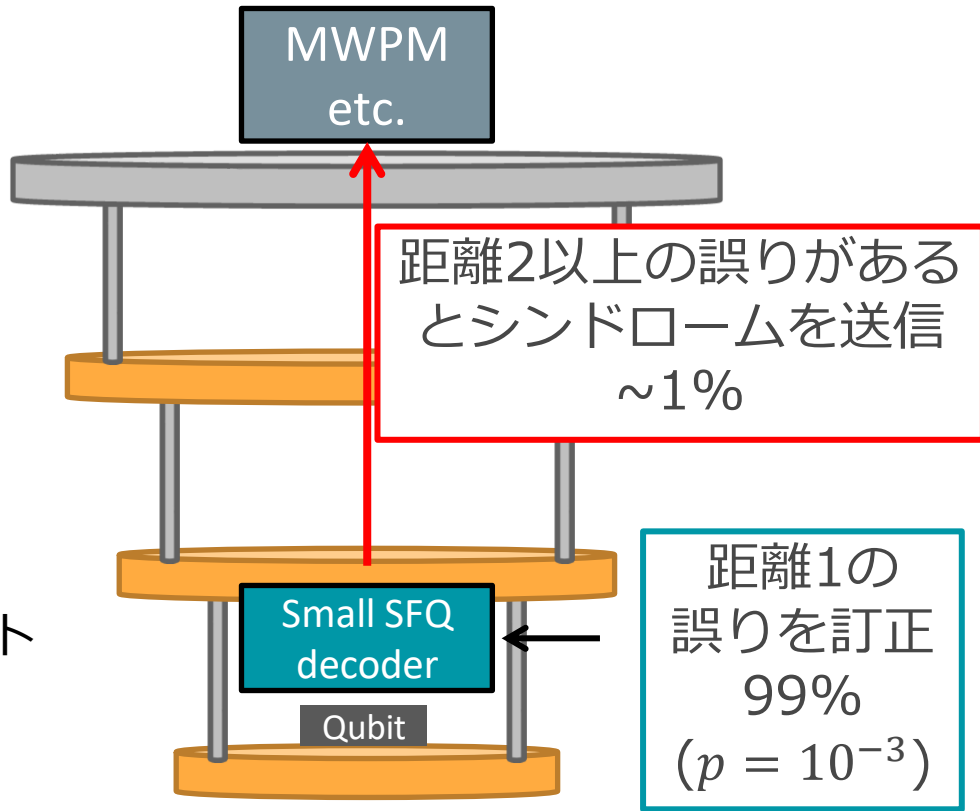 MWPM
etc.
距離2以上の誤りがある
とシンドロームを送信
~1%
ト
Small SFQ
decoder
Qubit
距離1の
誤りを訂正
99%
(p = 10⁻³)